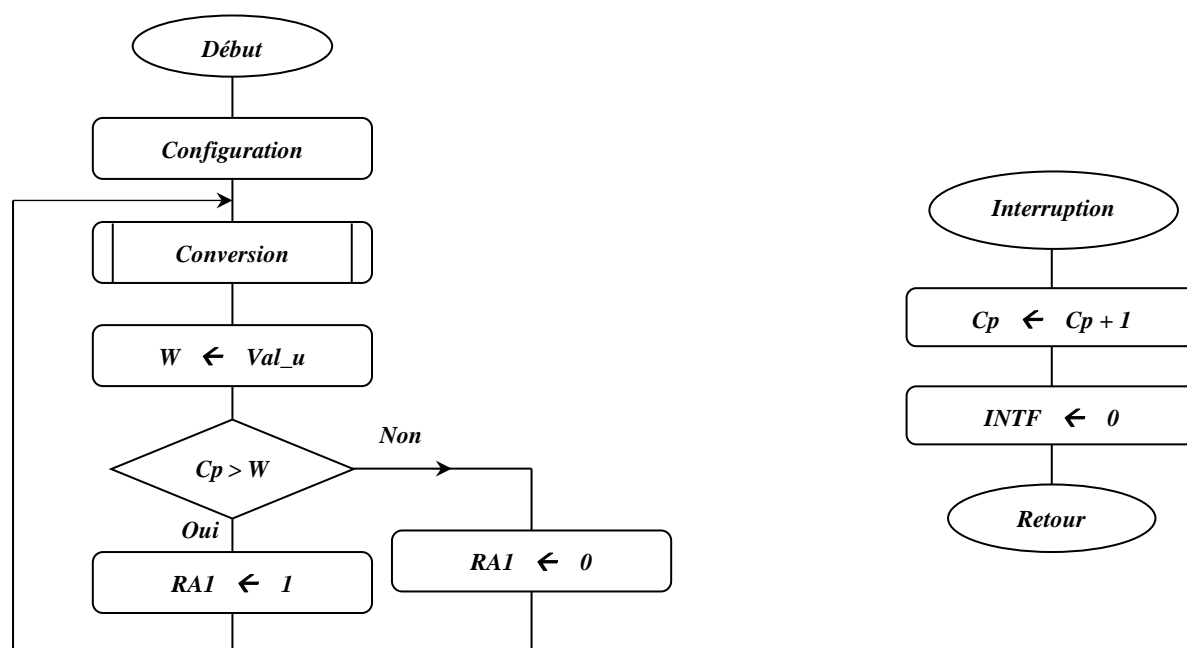 Début
Configuration
Conversion
W ← Val_u
Cp > W
Non
Oui
RA1 ← 1
RA1 ← 0
Interruption
Cp ← Cp + 1
INTF ← 0
Retour